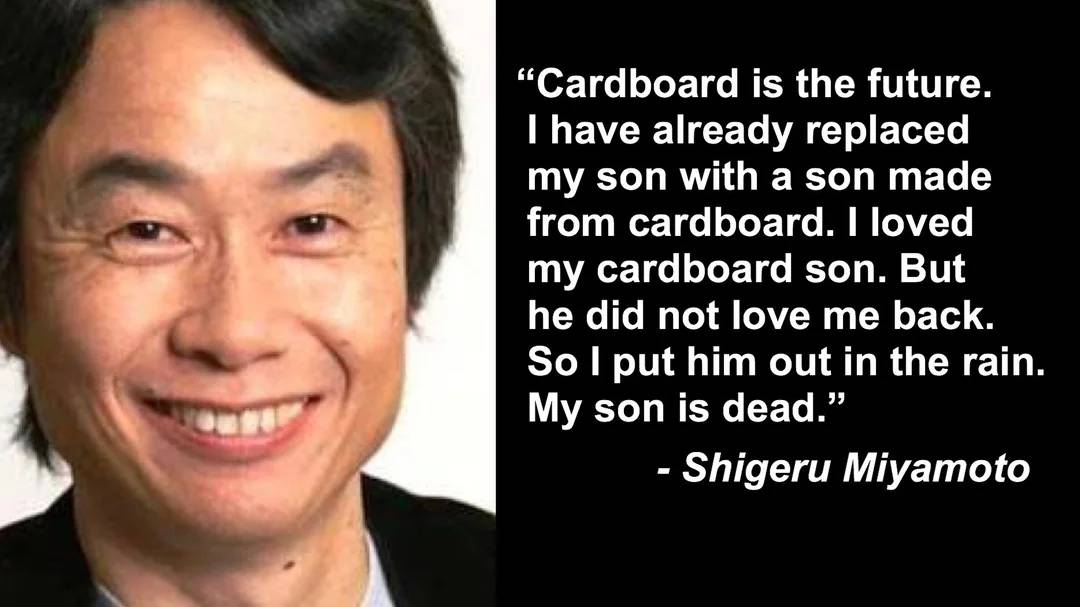 “Cardboard is the future.
I have already replaced
my son with a son made
from cardboard. I loved
my cardboard son. But
he did not love me back.
So I put him out in the rain.
My son is dead.”
- Shigeru Miyamoto